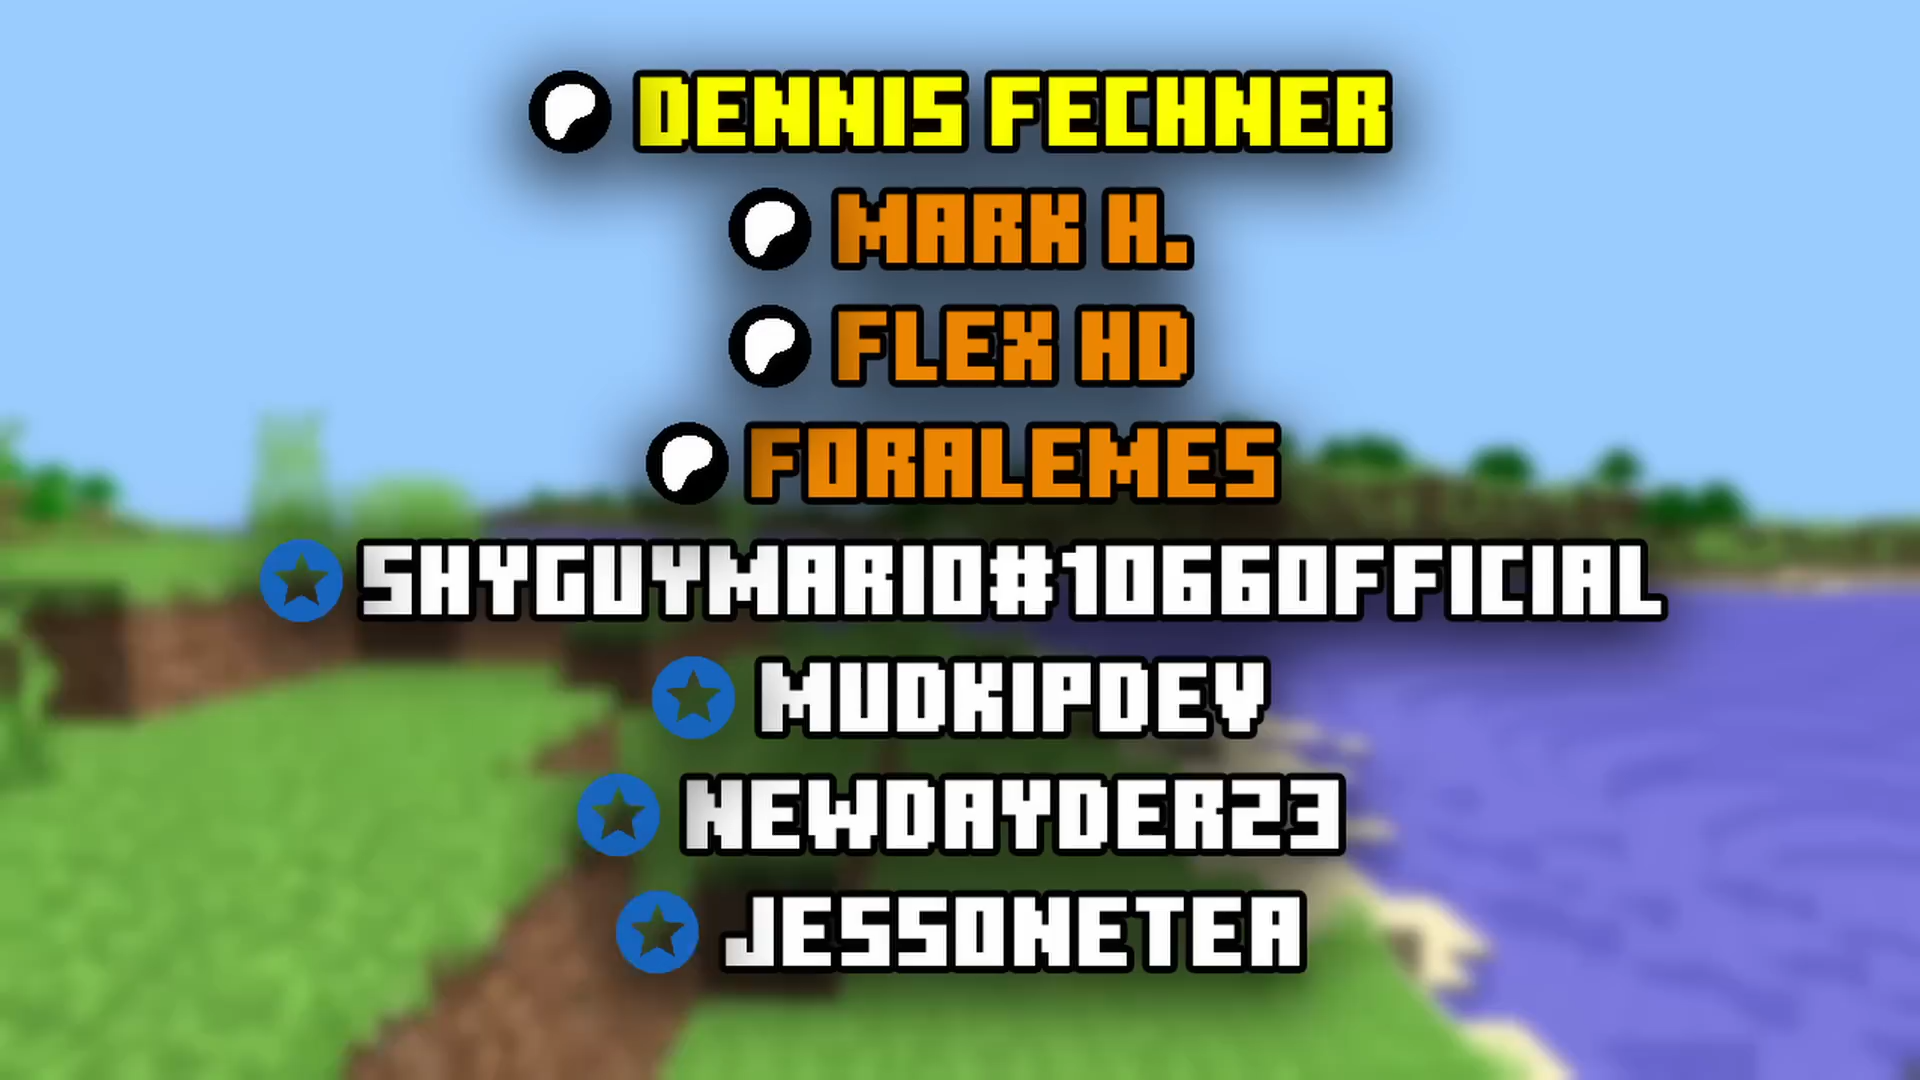 DENNIS FECHNER
MARK H.
FLEX HD
FORALEMES
SHYGUYMARIO#1066OFFICIAL
MUDKIPDEV
NEWDAYDER23
JESSONETEA